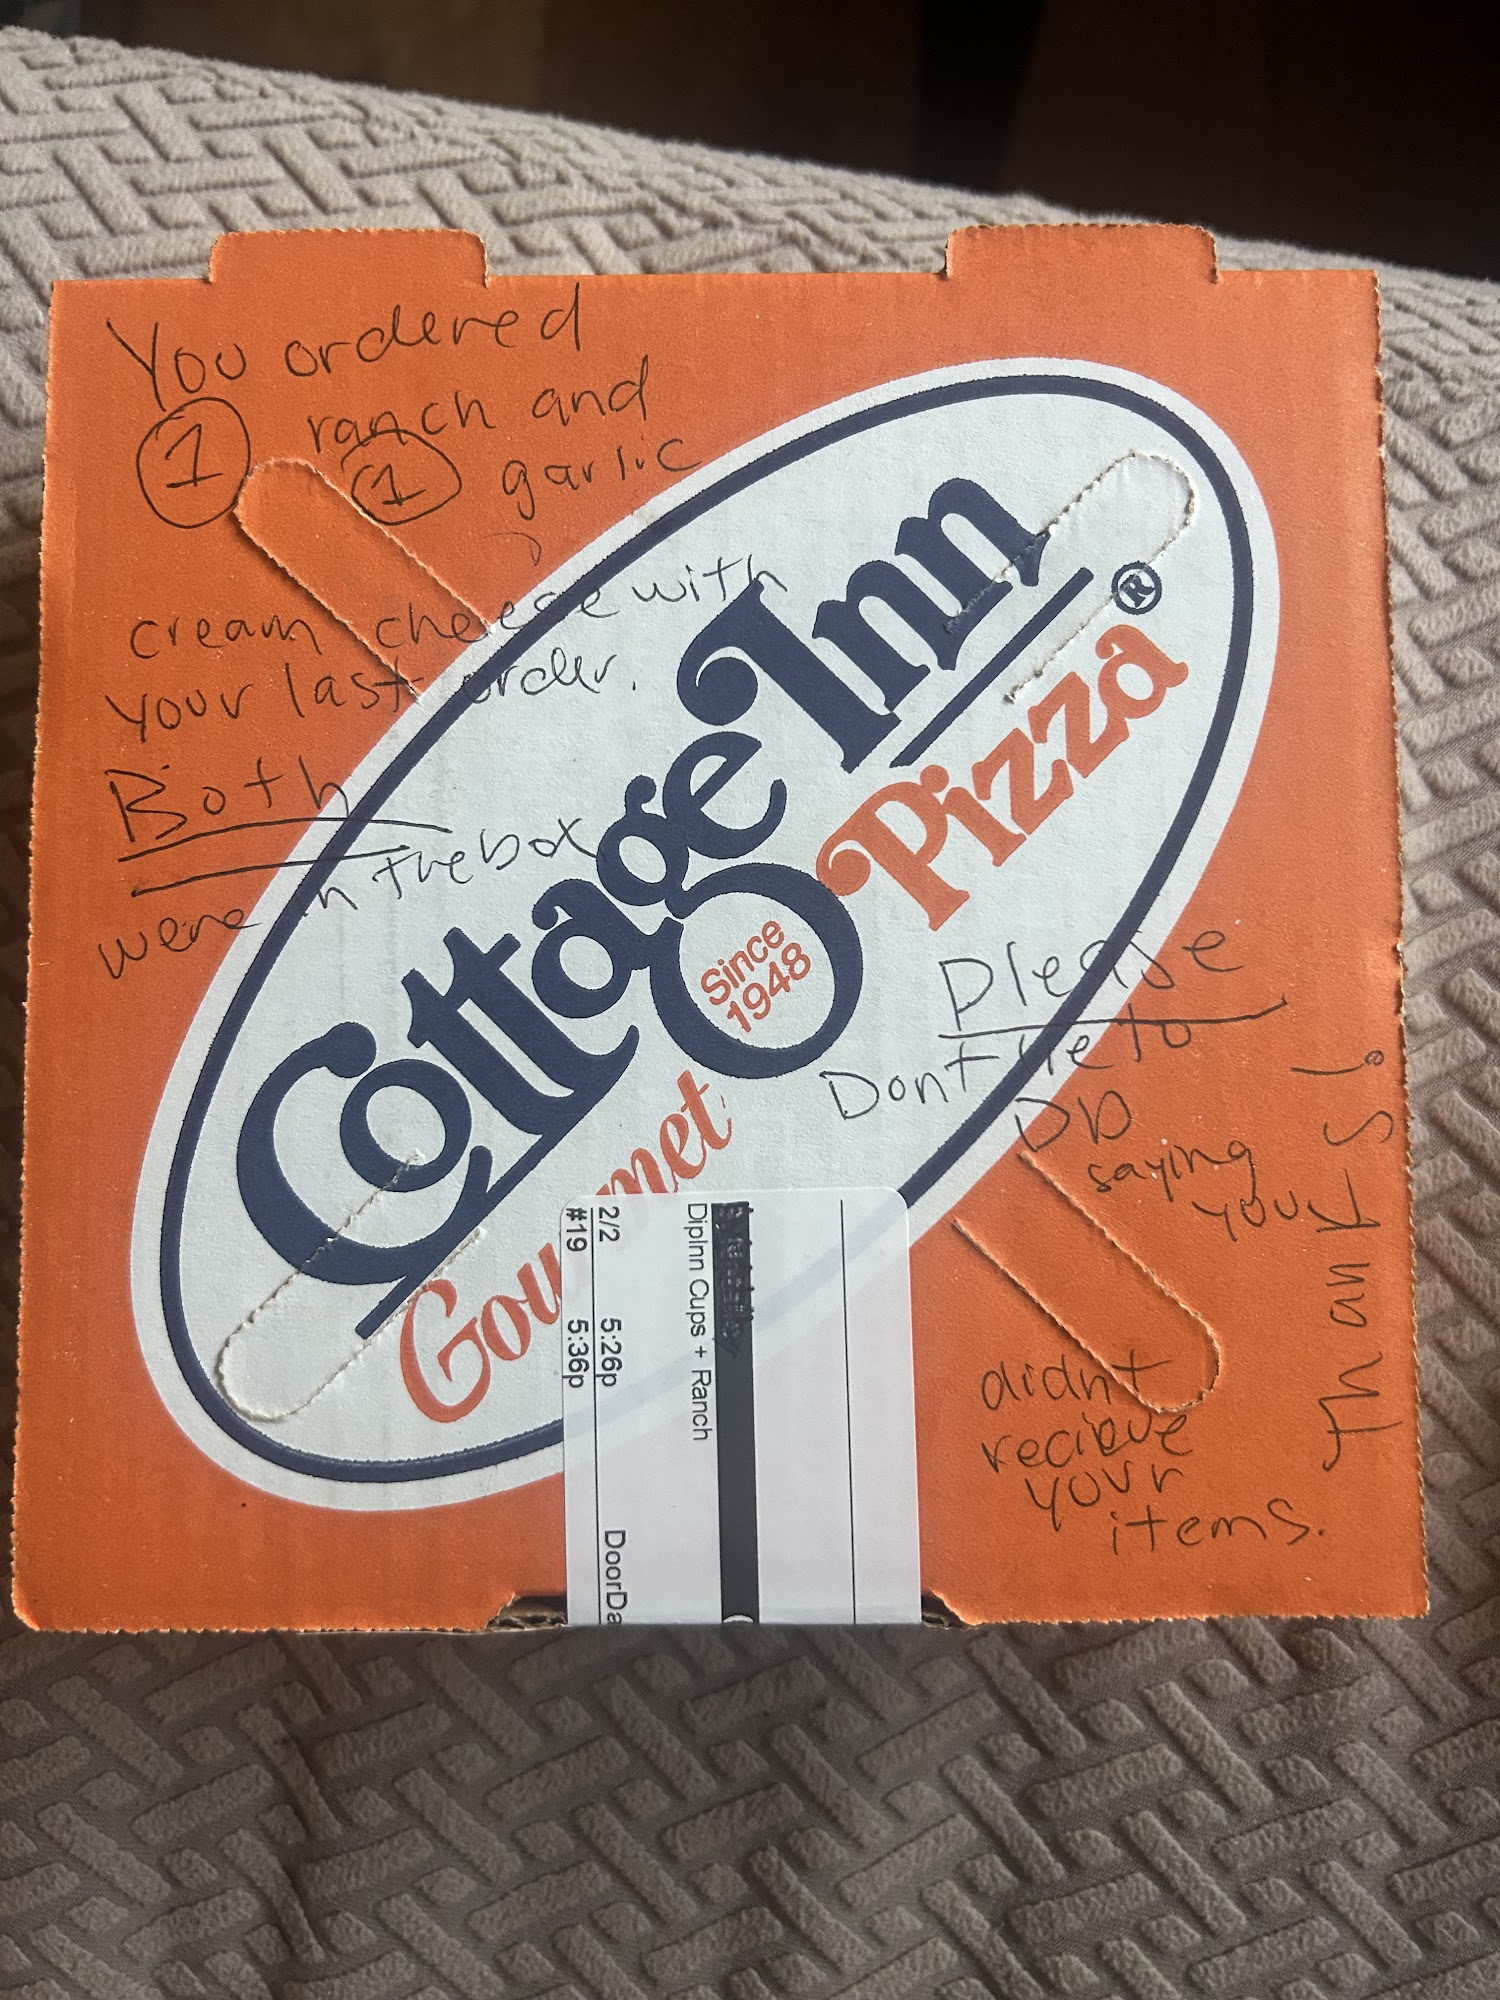 You ordered
1 ranch and
1 garlic
cream cheese with
your last order.
Both
were in the box
Cottage Inn®
Pizza
Since
1948
Gourmet
Please
Dont lie to
DD
saying
you
didnt
recieve
your
items.
Thank U!
DipInn Cups + Ranch
2/2 5:26p DoorDa
#19 5:36p